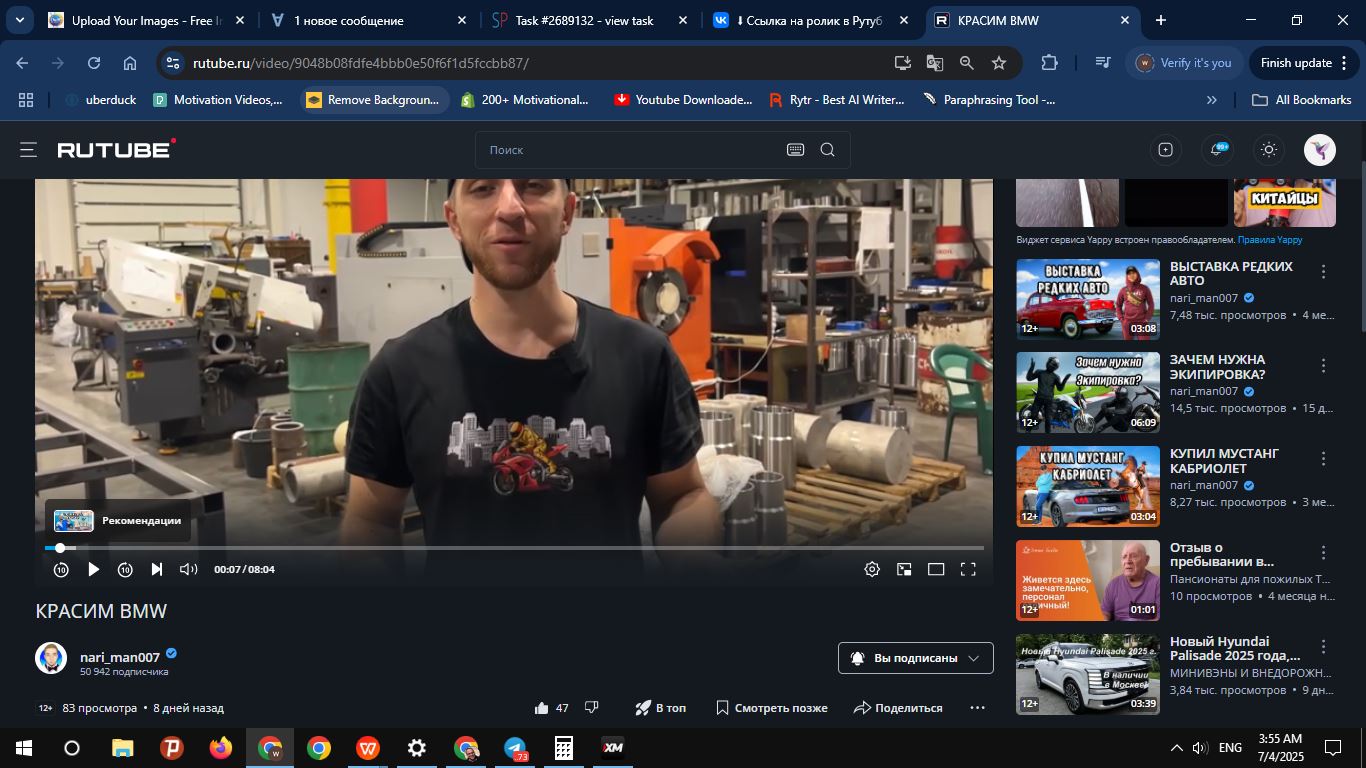 Upload Your Images - Free I
1 новое сообщение
Task #2689132 - view task
⬇Ссылка на ролик в Рутуб
КРАСИМ BMW
rutube.ru/video/9048b08fdfe4bbb0e50f6f1d5fccbb87/
Verify it's you
Finish update
uberduck
Motivation Videos,...
Remove Backgroun...
200+ Motivational...
Youtube Downloade...
Rytr - Best AI Writer...
Paraphrasing Tool -...
All Bookmarks
RUTUBE
Поиск
99+
КИТАЙЦЫ
Виджет сервиса Yappy встроен правообладателем. Правила Yappy
ВЫСТАВКА
РЕДКИХ АВТО
12+
03:08
ВЫСТАВКА РЕДКИХ
АВТО
nari_man007
7,48 тыс. просмотров • 4 ме...
Зачем нужна
Экипировка?
12+
06:09
ЗАЧЕМ НУЖНА
ЭКИПИРОВКА?
nari_man007
14,5 тыс. просмотров • 15 д...
КУПИЛ МУСТАНГ
КАБРИОЛЕТ
12+
03:04
КУПИЛ МУСТАНГ
КАБРИОЛЕТ
nari_man007
8,27 тыс. просмотров • 3 ме...
Живется здесь
замечательно,
персонал
12+
01:01
Отзыв о
пребывании в...
Пансионаты для пожилых Т...
10 просмотров • 4 месяца н...
Новый Hyundai Palisade 2025 г.
В наличии
в Москве
12+
03:39
Новый Hyundai
Palisade 2025 года,...
МИНИВЭНЫ И ВНЕДОРОЖН...
3,84 тыс. просмотров • 9 дн...
Рекомендации
10
10
00:07 / 08:04
КРАСИМ BMW
nari_man007
50 942 подписчика
Вы подписаны
12+
83 просмотра • 8 дней назад
47
В топ
Смотреть позже
Поделиться
73
XM
ENG
3:55 AM
7/4/2025